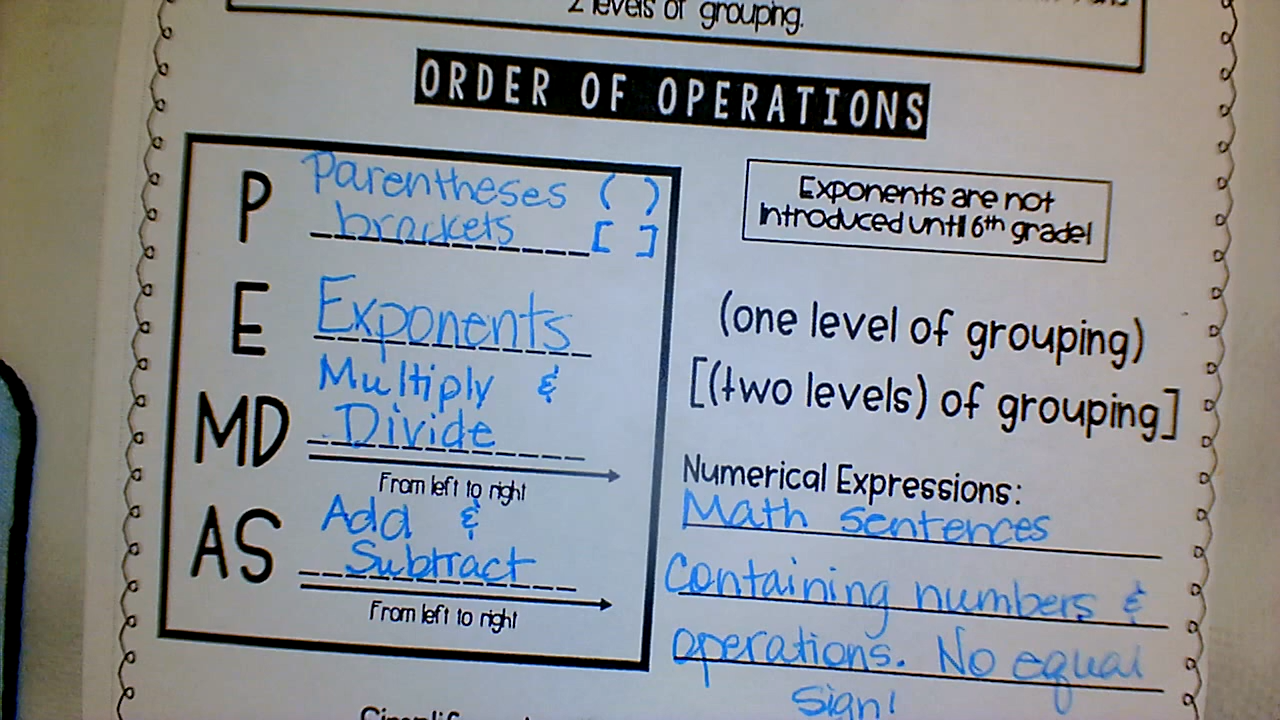 2 levels of grouping.
ORDER OF OPERATIONS
P Parentheses ( )
brackets [ ]
E Exponents
MD Multiply &
Divide
From left to right
AS Add &
Subtract
From left to right
Exponents are not
introduced until 6th grade!
(one level of grouping)
[(two levels) of grouping]
Numerical Expressions:
Math sentences
Containing numbers &
operations. No equal
sign!